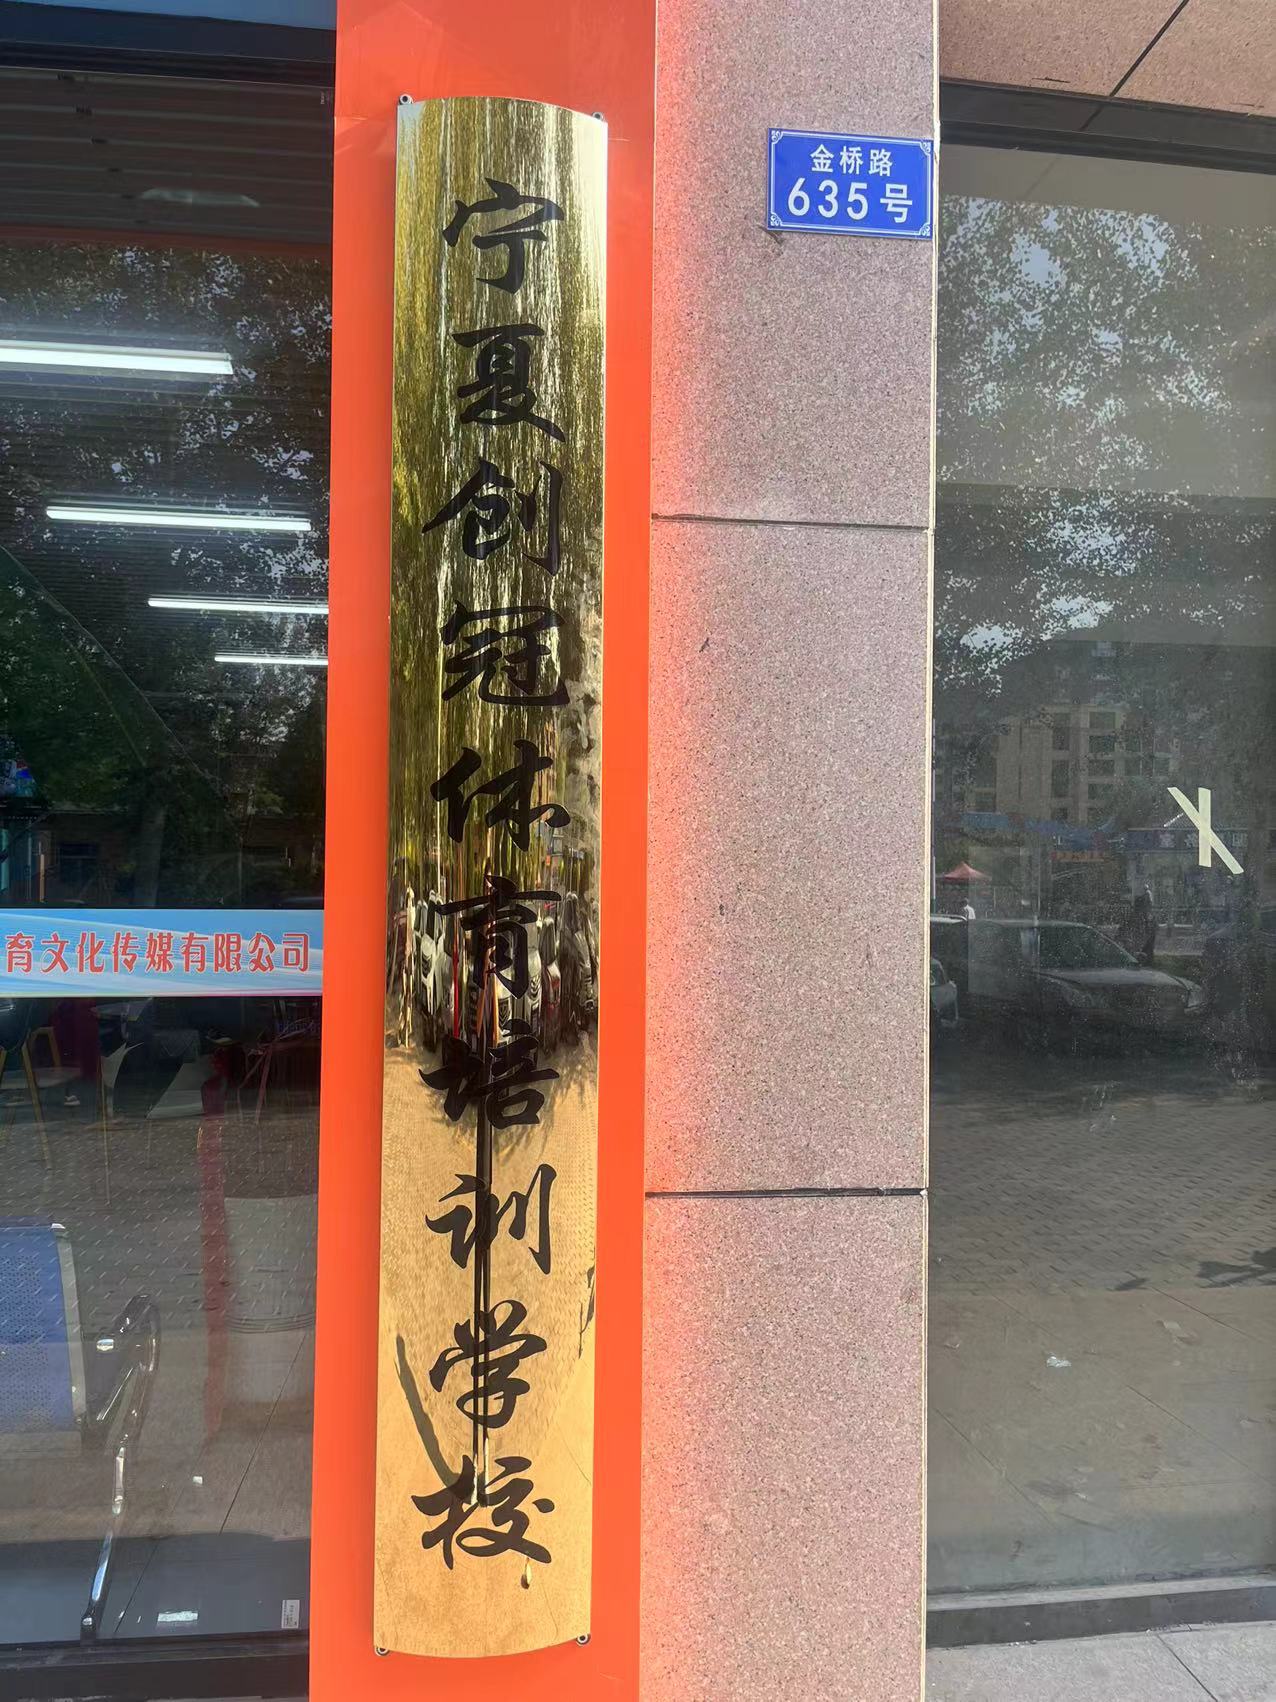 金桥路
635号
宁夏创冠体育培训学校
育文化传媒有限公司